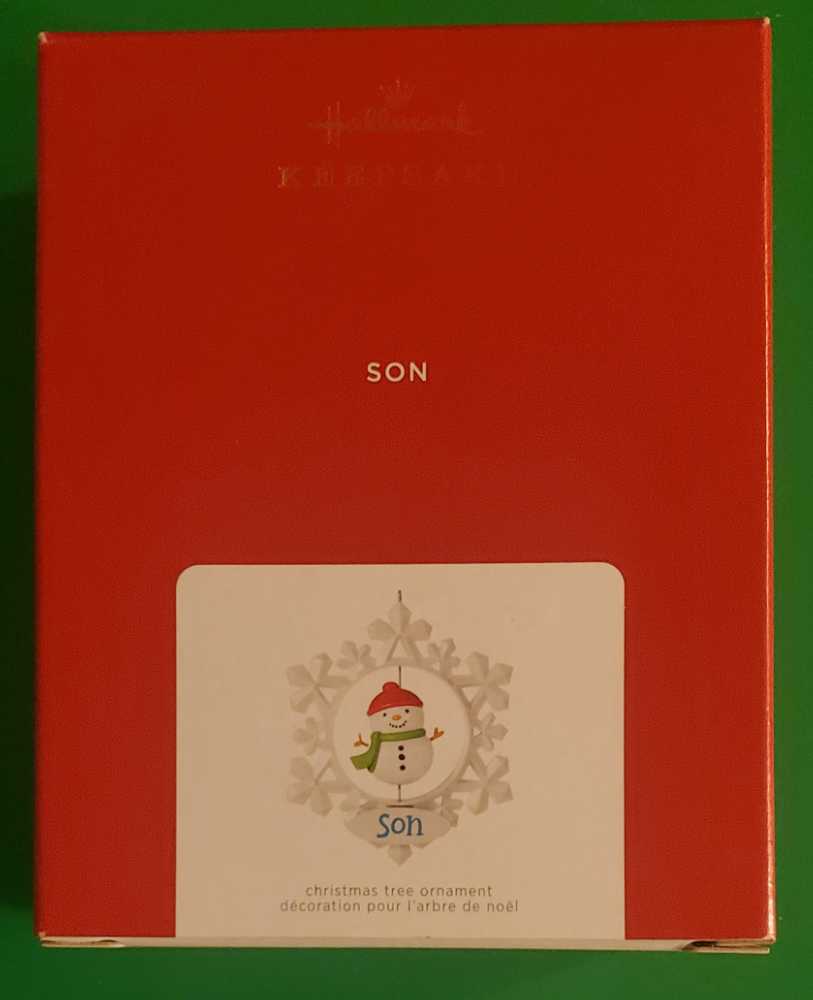 Hallmark
KEEPSAKE
SON
son
christmas tree ornament
décoration pour l'arbre de noël